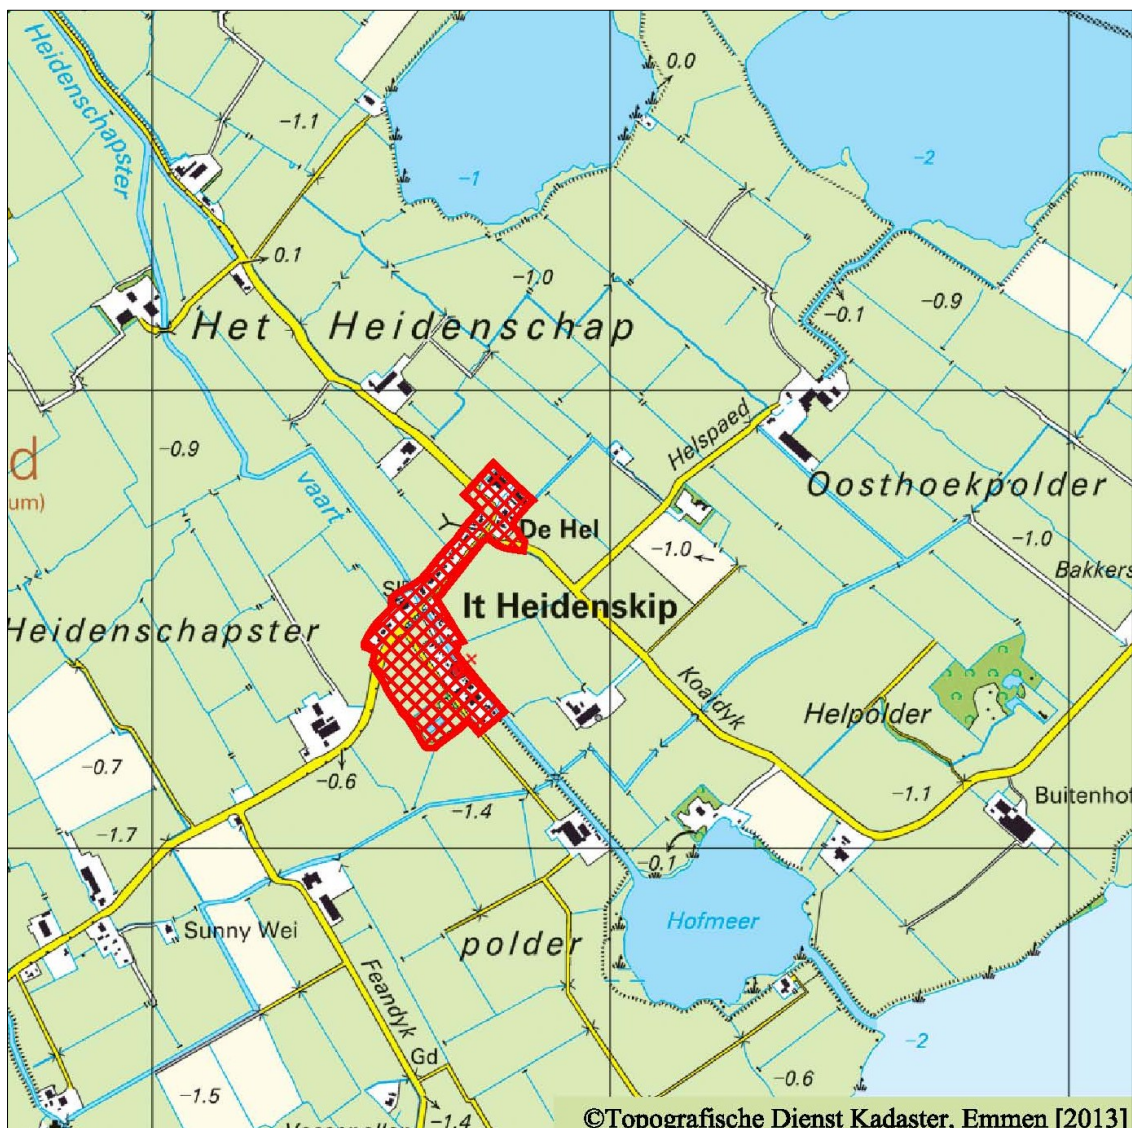 Heidenschapster
0.0
-1.1
-2
-1
0.1
-1.0
-0.9
-0.1
Het Heidenschap
-0.9
Helspaed
d
um)
vaart
Oosthoekpolder
De Hel
-1.0
-1.0
Bakkers
It Heidenskip
Heidenschapster
Koaidyk
Helpolder
-0.7
-0.6
-1.4
-1.1
Buitenhof
-1.7
-0.1
Hofmeer
Sunny Wei
polder
Feandyk
-2
Gd
-0.6
-1.5
-1.4
©Topografische Dienst Kadaster, Emmen [2013]